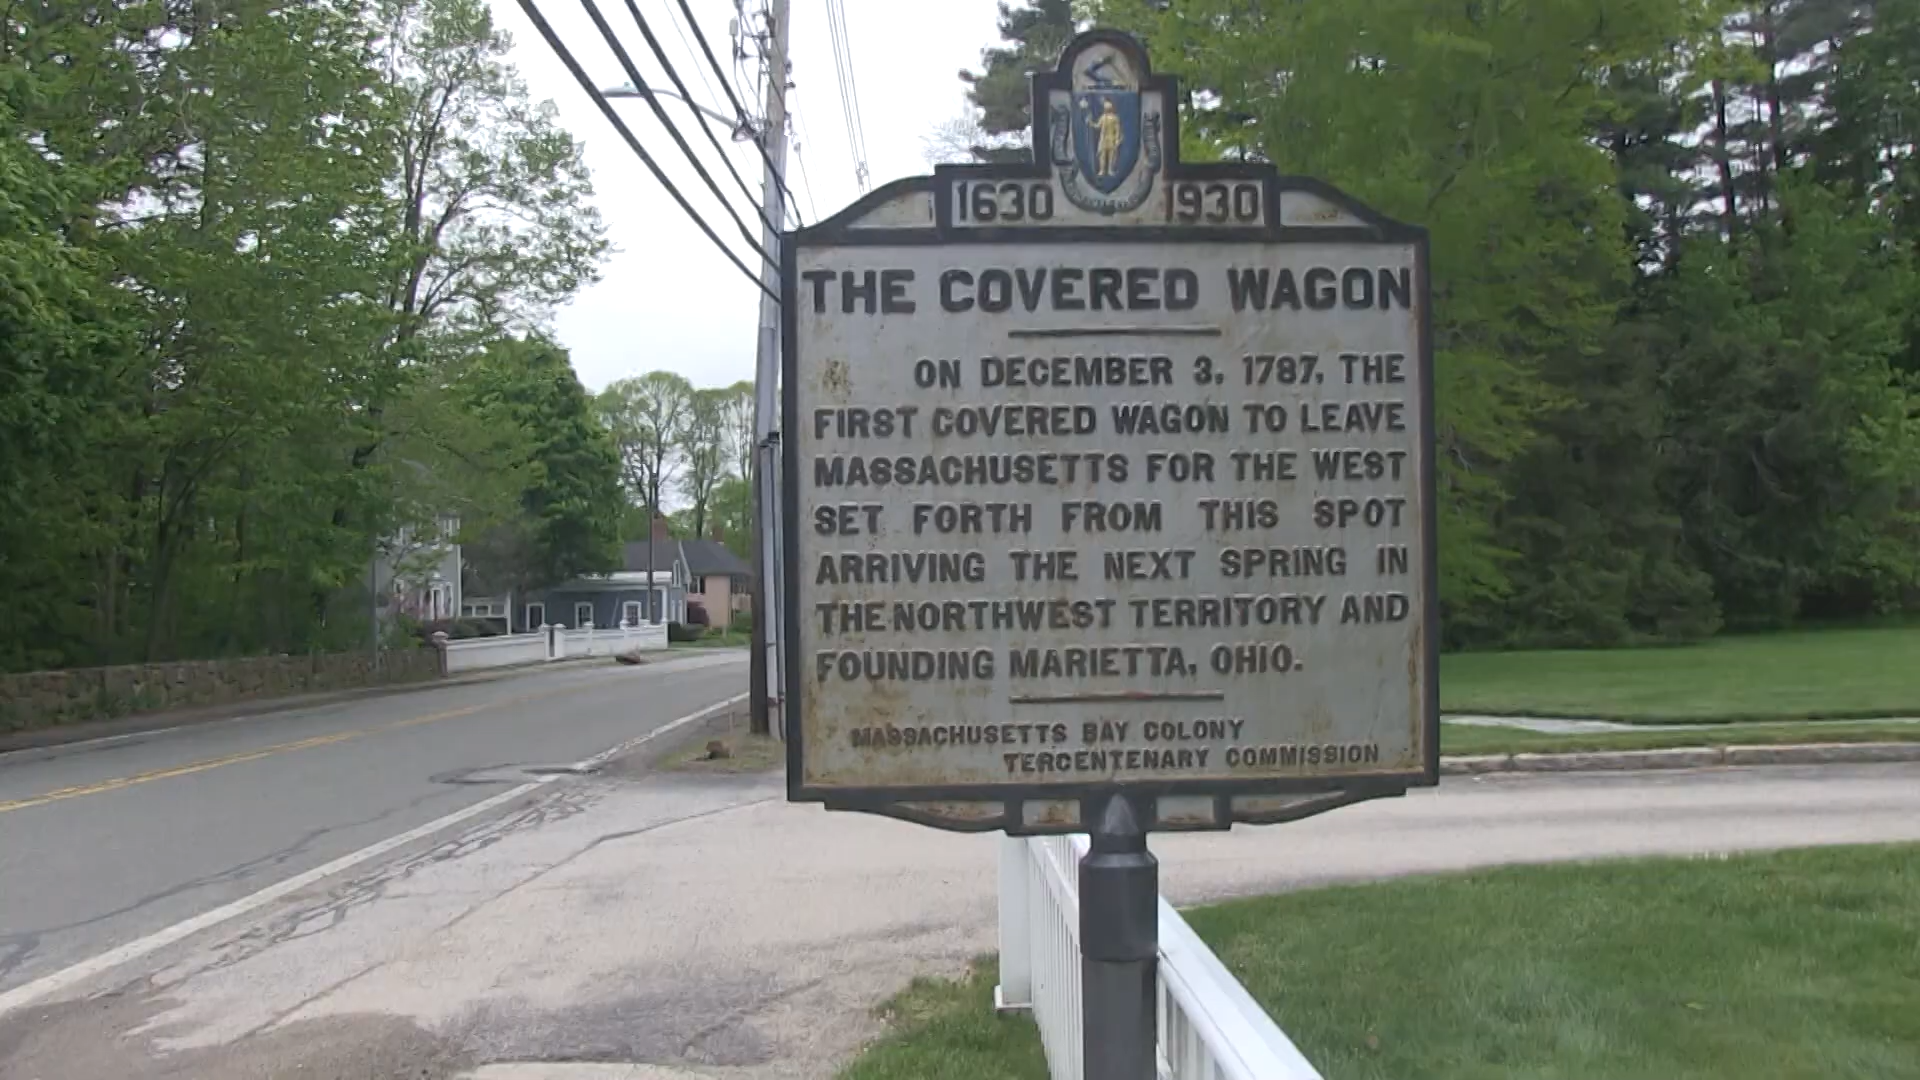 1630 1930
THE COVERED WAGON
ON DECEMBER 3, 1787, THE
FIRST COVERED WAGON TO LEAVE
MASSACHUSETTS FOR THE WEST
SET FORTH FROM THIS SPOT
ARRIVING THE NEXT SPRING IN
THE NORTHWEST TERRITORY AND
FOUNDING MARIETTA, OHIO.
MASSACHUSETTS BAY COLONY
TERCENTENARY COMMISSION